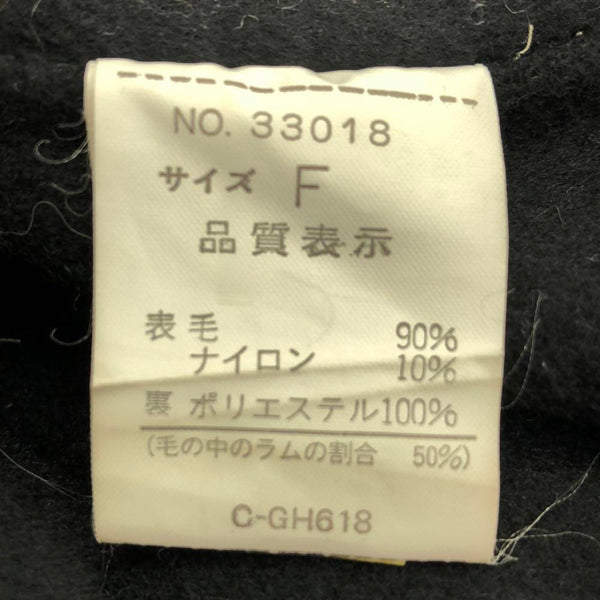 NO. 33018
サイズ F
品質表示
表 毛 90%
ナイロン 10%
裏 ポリエステル100%
(毛の中のラムの割合 50%)
C-GH618